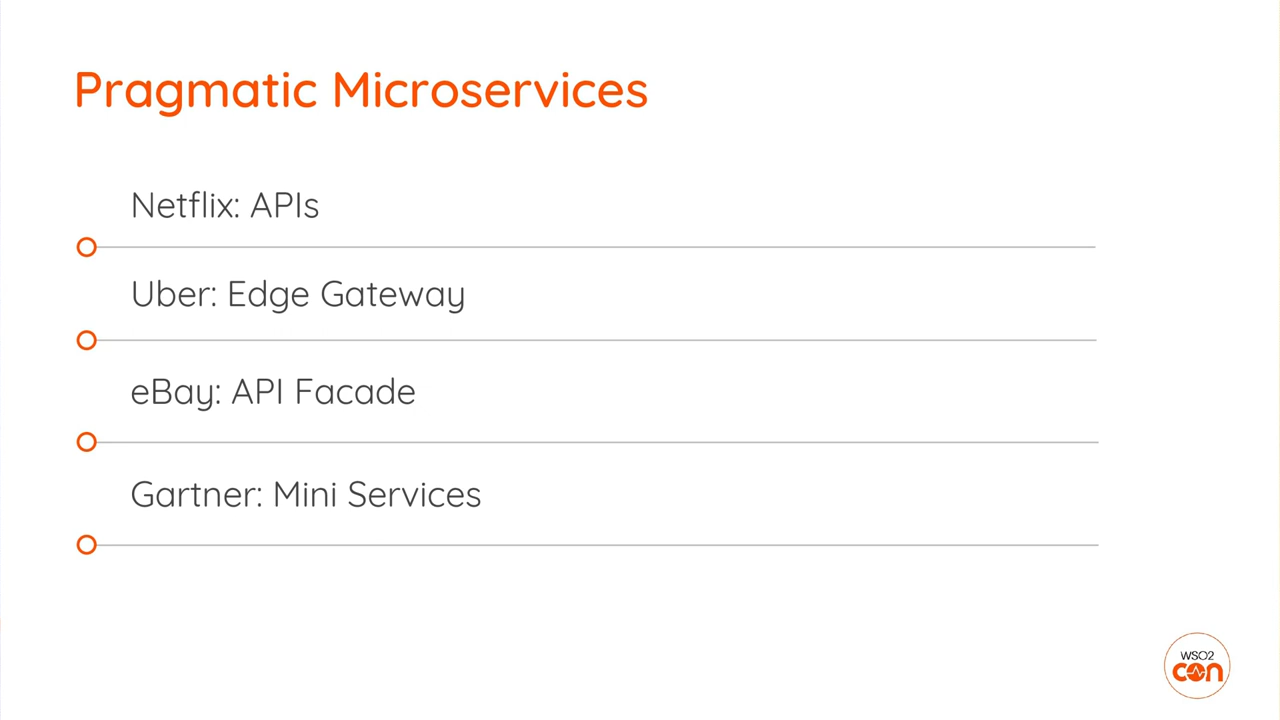 Pragmatic Microservices
Netflix: APIs
Uber: Edge Gateway
eBay: API Facade
Gartner: Mini Services
WSO2
con